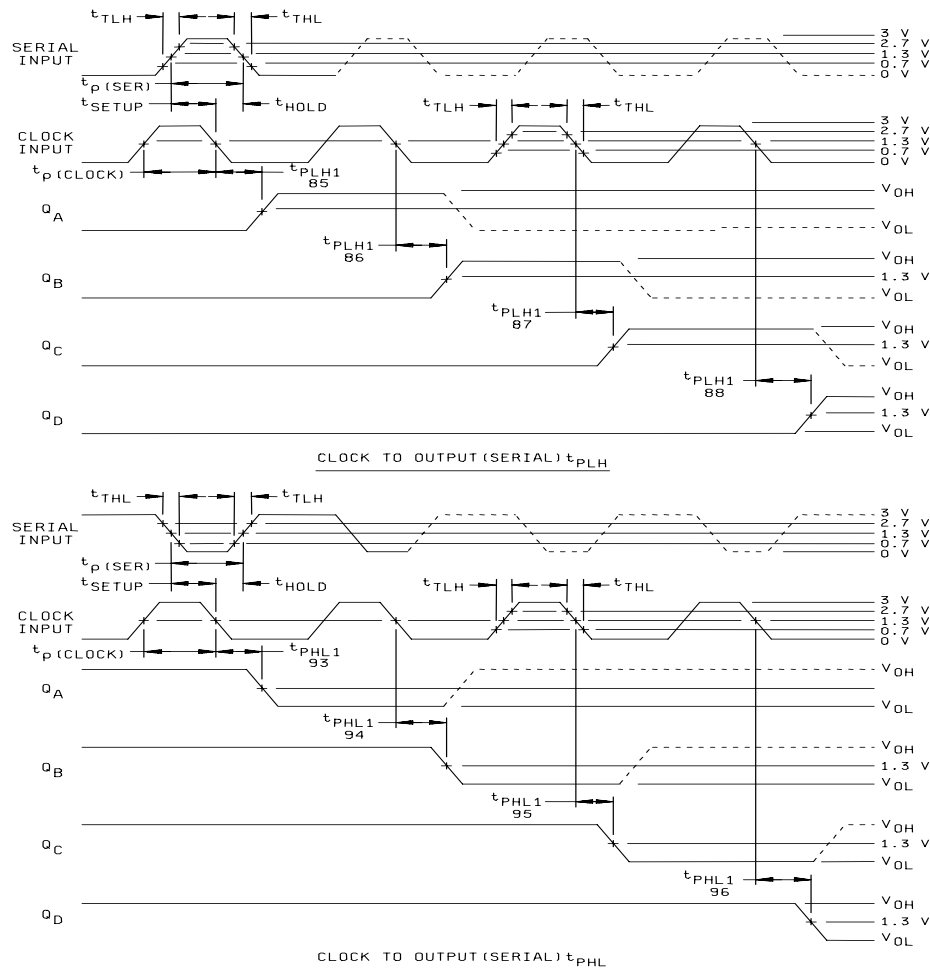 tTLH tTHL
SERIAL INPUT
3 V
2.7 V
1.3 V
0.7 V
0 V
tp(SER)
tSETUP tHOLD tTLH tTHL
CLOCK INPUT
3 V
2.7 V
1.3 V
0.7 V
0 V
tp(CLOCK) tPLH1 85
QA
VOH
VOL
tPLH1 86
QB
VOH
1.3 V
VOL
tPLH1 87
QC
VOH
1.3 V
VOL
tPLH1 88
QD
VOH
1.3 V
VOL
CLOCK TO OUTPUT(SERIAL) tPLH
tTHL tTLH
SERIAL INPUT
3 V
2.7 V
1.3 V
0.7 V
0 V
tp(SER)
tSETUP tHOLD tTLH tTHL
CLOCK INPUT
3 V
2.7 V
1.3 V
0.7 V
0 V
tp(CLOCK) tPHL1 93
QA
VOH
VOL
tPHL1 94
QB
VOH
1.3 V
VOL
tPHL1 95
QC
VOH
1.3 V
VOL
tPHL1 96
QD
VOH
1.3 V
VOL
CLOCK TO OUTPUT(SERIAL) tPHL